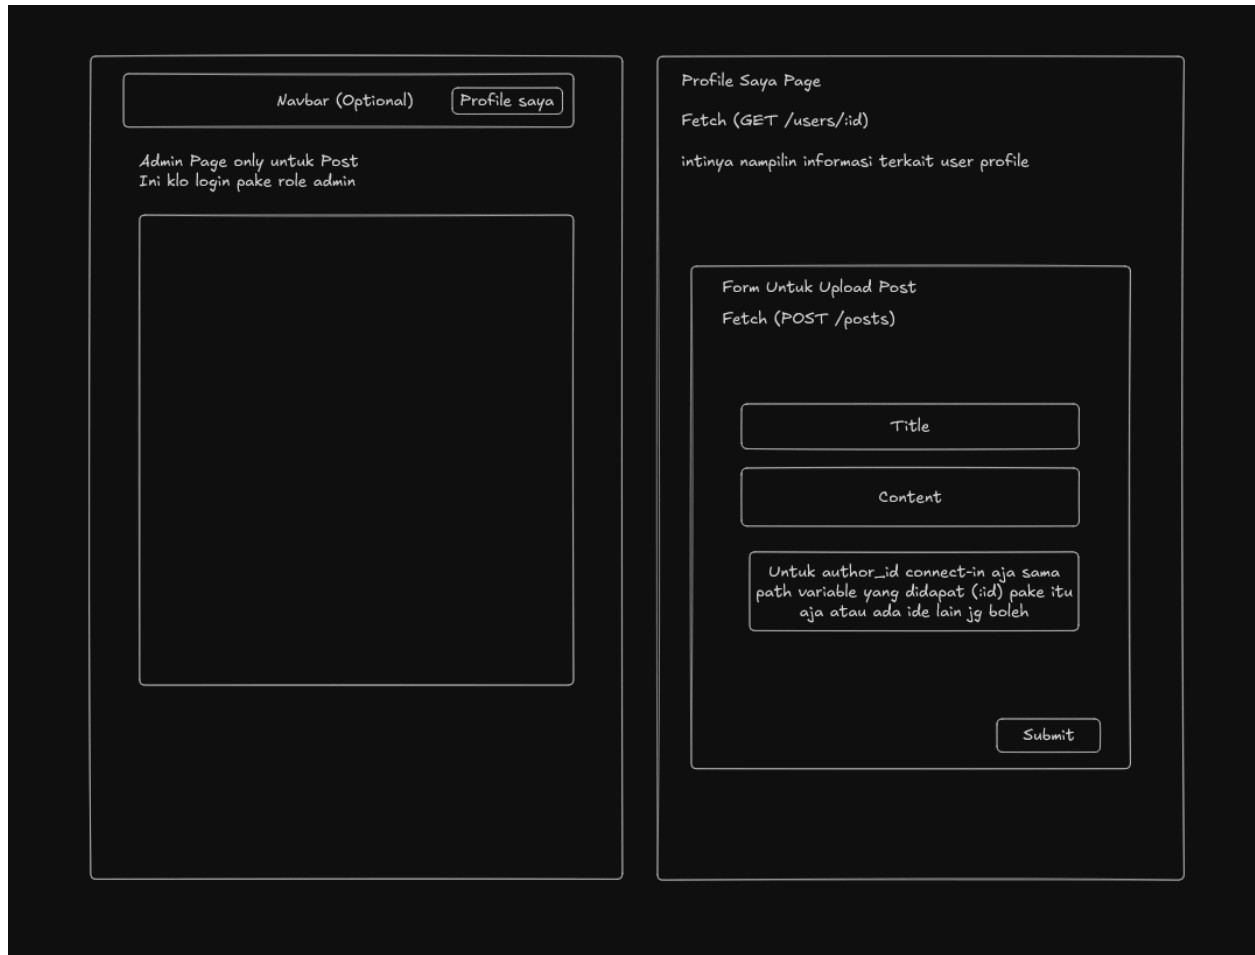 Navbar (Optional)
Profile saya
Admin Page only untuk Post
Ini klo login pake role admin
Profile Saya Page
Fetch (GET /users/:id)
intinya nampilin informasi terkait user profile
Form Untuk Upload Post
Fetch (POST /posts)
Title
Content
Untuk author_id connect-in aja sama
path variable yang didapat (:id) pake itu
aja atau ada ide lain jg boleh
Submit